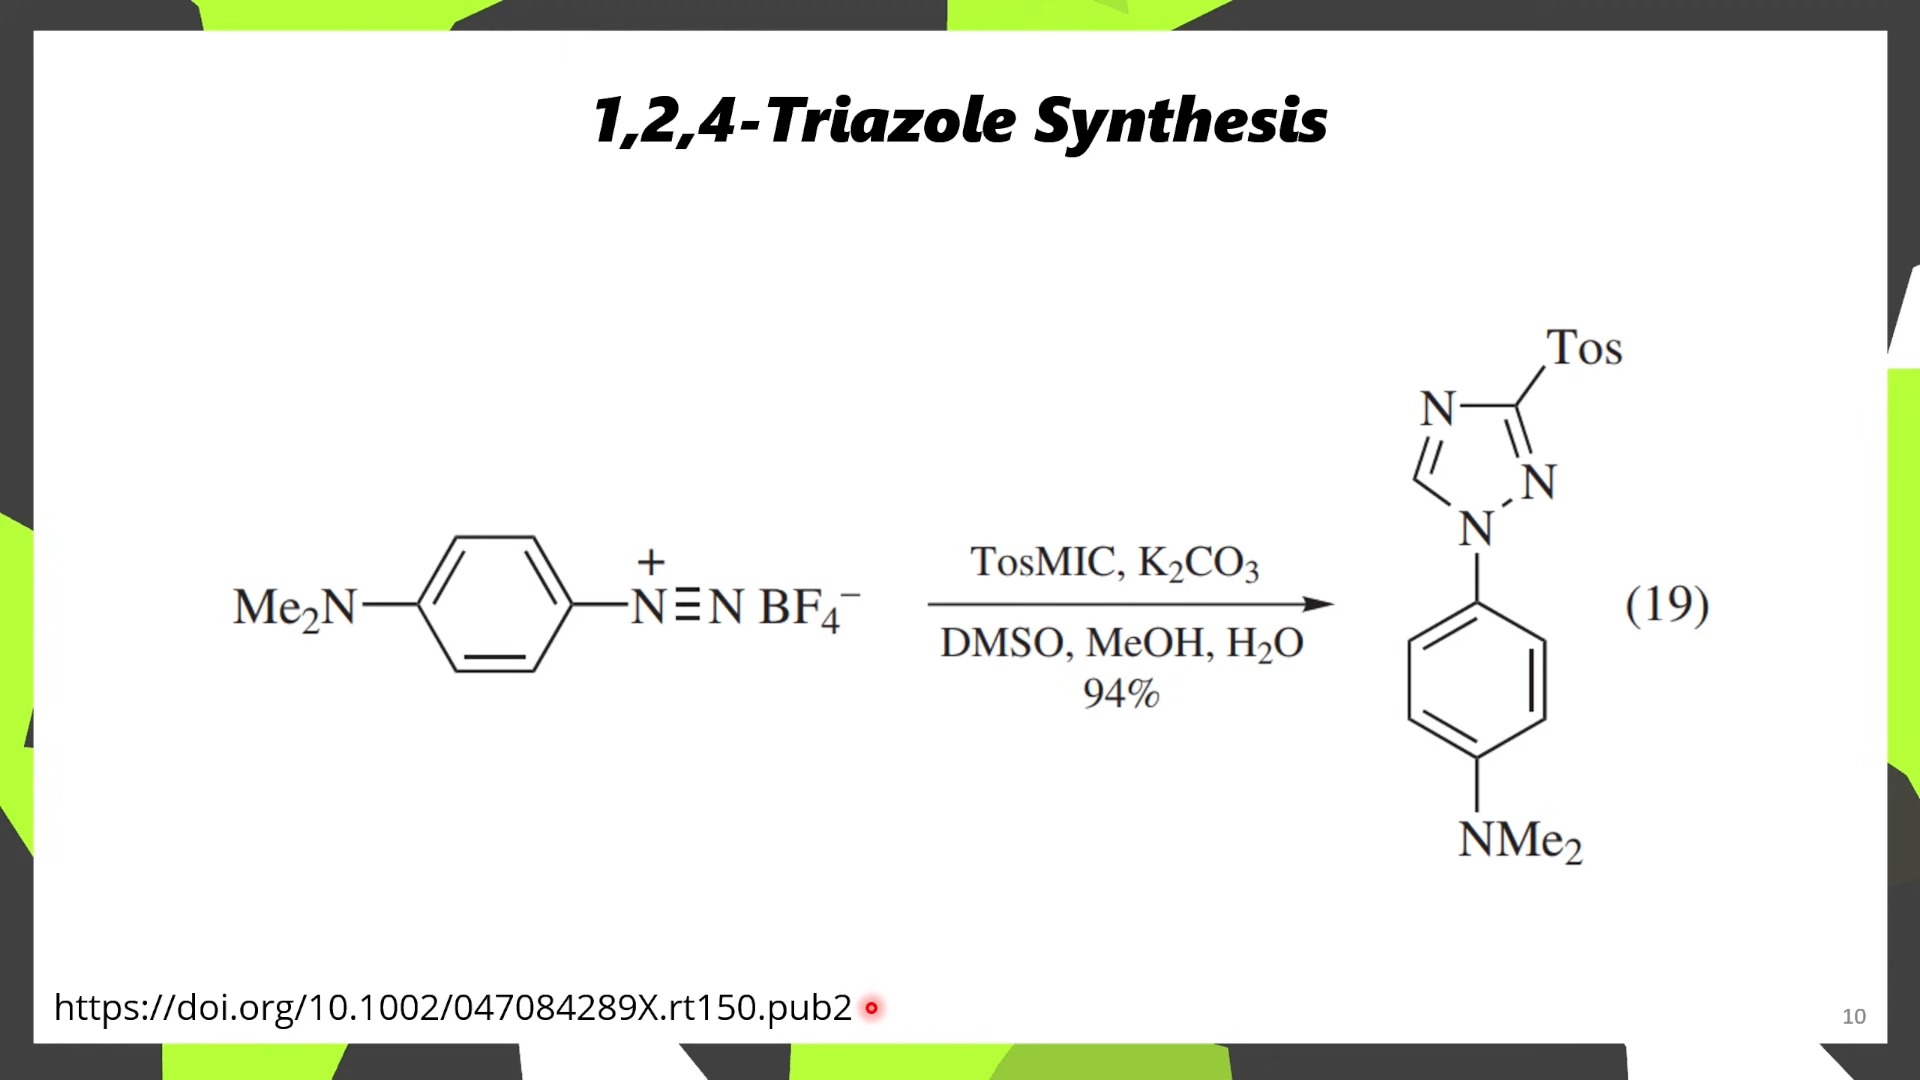 1,2,4-Triazole Synthesis
Me₂N
+
N≡N BF₄⁻
TosMIC, K₂CO₃
DMSO, MeOH, H₂O
94%
Tos
N
N
N
(19)
NMe₂
https://doi.org/10.1002/047084289X.rt150.pub2
10